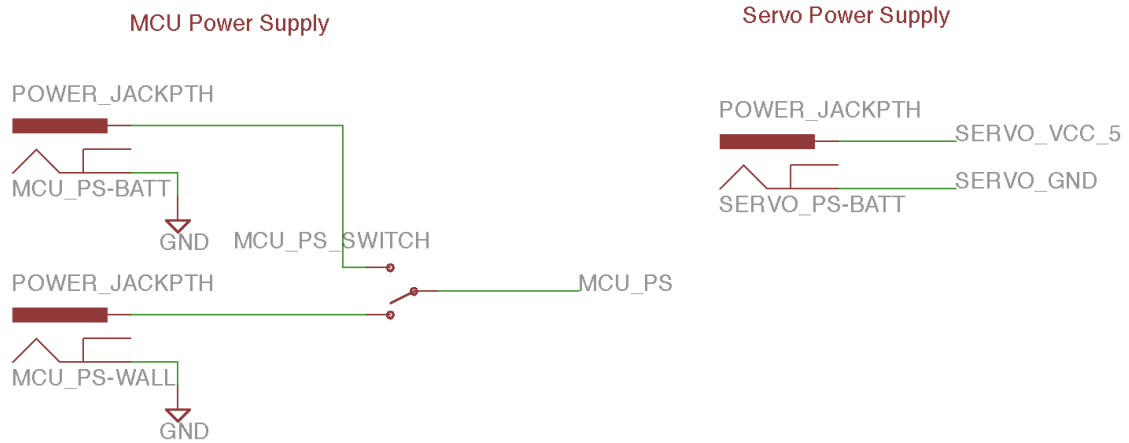 MCU Power Supply
POWER_JACKPTH
MCU_PS-BATT
GND
MCU_PS_SWITCH
POWER_JACKPTH
MCU_PS
MCU_PS-WALL
GND
Servo Power Supply
POWER_JACKPTH
SERVO_VCC_5
SERVO_GND
SERVO_PS-BATT